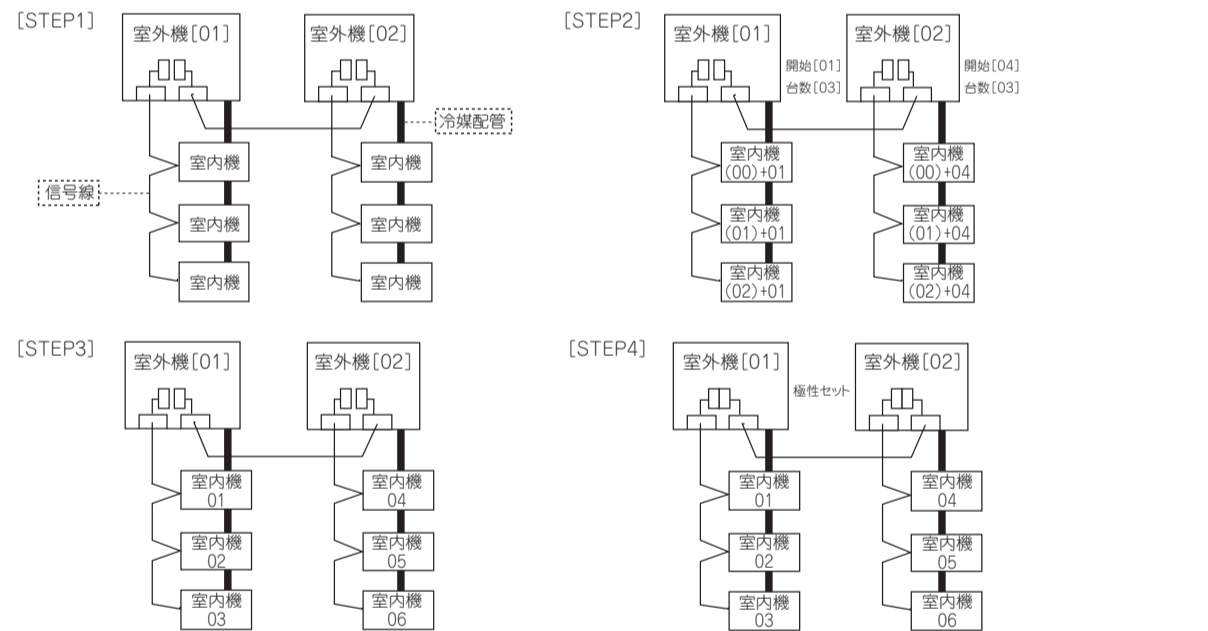 [STEP1]
室外機[01]
室外機[02]
冷媒配管
信号線
室内機
室内機
室内機
室内機
室内機
室内機
[STEP2]
室外機[01]
開始[01]
台数[03]
室外機[02]
開始[04]
台数[03]
室内機
(00)+01
室内機
(01)+01
室内機
(02)+01
室内機
(00)+04
室内機
(01)+04
室内機
(02)+04
[STEP3]
室外機[01]
室外機[02]
室内機
01
室内機
02
室内機
03
室内機
04
室内機
05
室内機
06
[STEP4]
室外機[01]
極性セット
室外機[02]
室内機
01
室内機
02
室内機
03
室内機
04
室内機
05
室内機
06